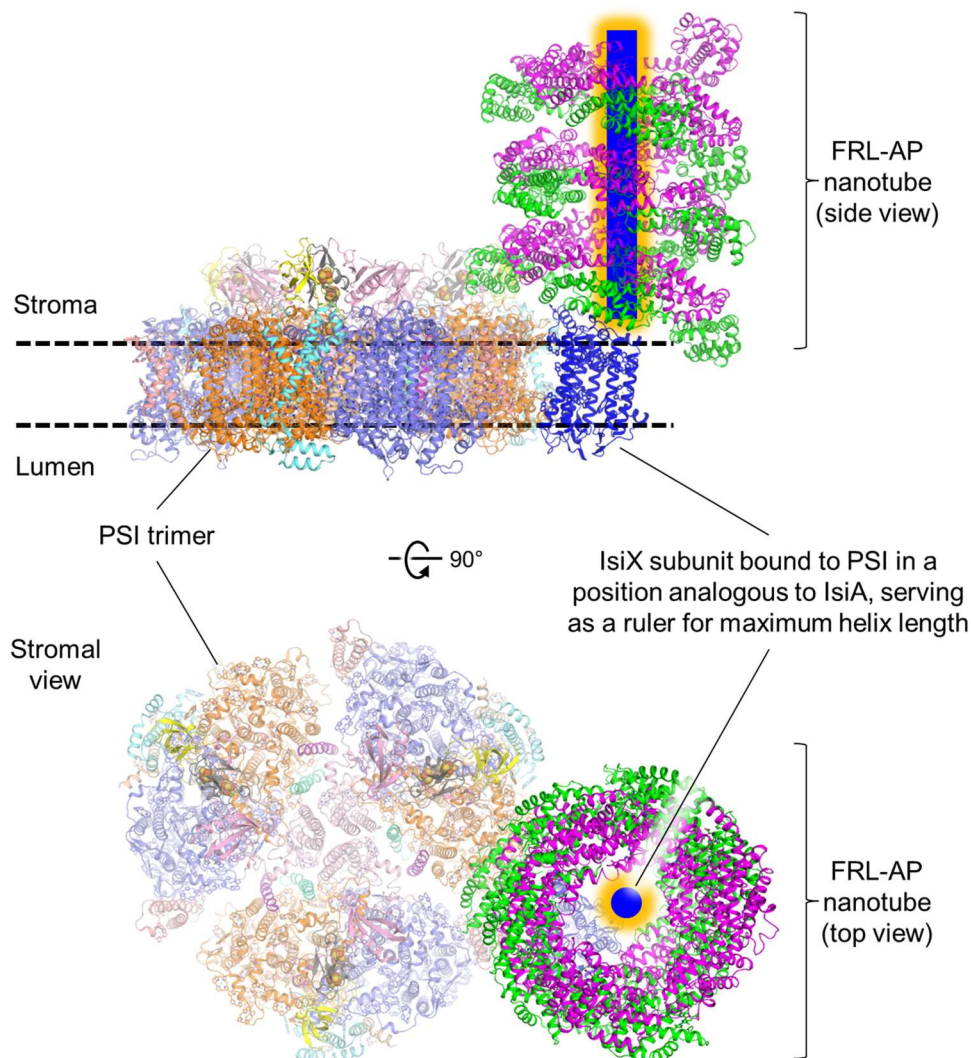 FRL-AP
nanotube
(side view)
Stroma
Lumen
PSI trimer
90°
IsiX subunit bound to PSI in a
position analogous to IsiA, serving
as a ruler for maximum helix length
Stromal
view
FRL-AP
nanotube
(top view)